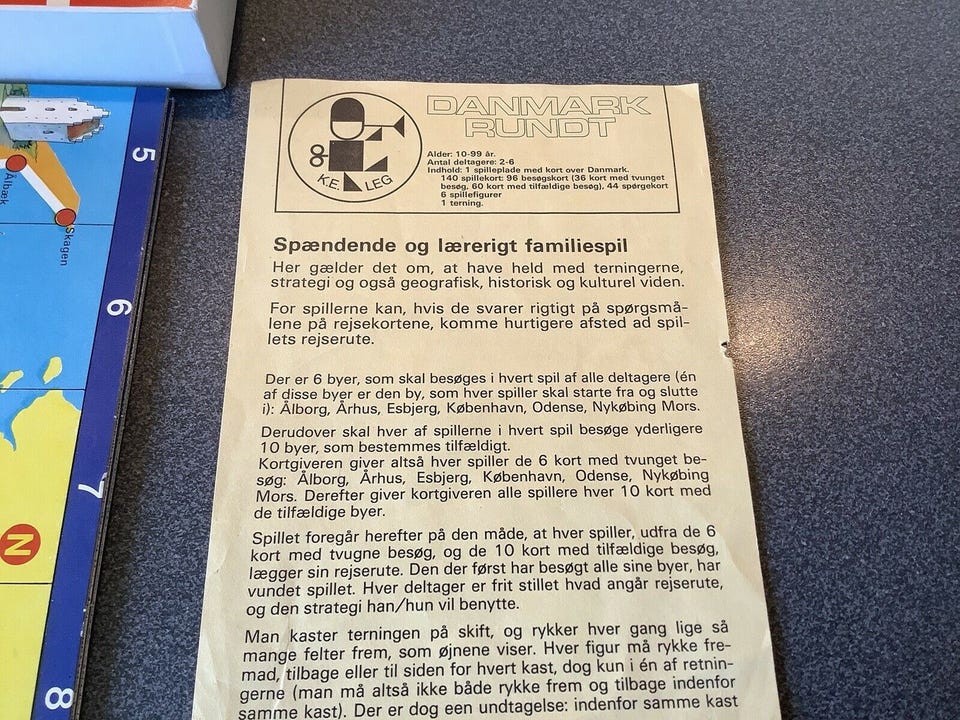 DANMARK
RUNDT
K.E. LEG
Alder: 10-99 år.
Antal deltagere: 2-6
Indhold: 1 spilleplade med kort over Danmark.
140 spillekort: 96 besøgskort (36 kort med tvunget
besøg, 60 kort med tilfældige besøg), 44 spørgekort
6 spillefigurer
1 terning.
Spændende og lærerigt familiespil
Her gælder det om, at have held med terningerne,
strategi og også geografisk, historisk og kulturel viden.
For spillerne kan, hvis de svarer rigtigt på spørgsmå-
lene på rejsekortene, komme hurtigere afsted ad spil-
lets rejserute.
Der er 6 byer, som skal besøges i hvert spil af alle deltagere (én
af disse byer er den by, som hver spiller skal starte fra og slutte
i): Ålborg, Århus, Esbjerg, København, Odense, Nykøbing Mors.
Derudover skal hver af spillerne i hvert spil besøge yderligere
10 byer, som bestemmes tilfældigt.
Kortgiveren giver altså hver spiller de 6 kort med tvunget be-
søg: Ålborg, Århus, Esbjerg, København, Odense, Nykøbing
Mors. Derefter giver kortgiveren alle spillere hver 10 kort med
de tilfældige byer.
Spillet foregår herefter på den måde, at hver spiller, udfra de 6
kort med tvugne besøg, og de 10 kort med tilfældige besøg,
lægger sin rejserute. Den der først har besøgt alle sine byer, har
vundet spillet. Hver deltager er frit stillet hvad angår rejserute,
og den strategi han/hun vil benytte.
Man kaster terningen på skift, og rykker hver gang lige så
mange felter frem, som øjnene viser. Hver figur må rykke fre-
mad, tilbage eller til siden for hvert kast, dog kun i én af retnin-
gerne (man må altså ikke både rykke frem og tilbage indenfor
samme kast). Der er dog een undtagelse: indenfor samme kast
5
Ålbæk
Skagen
6
7
N
8